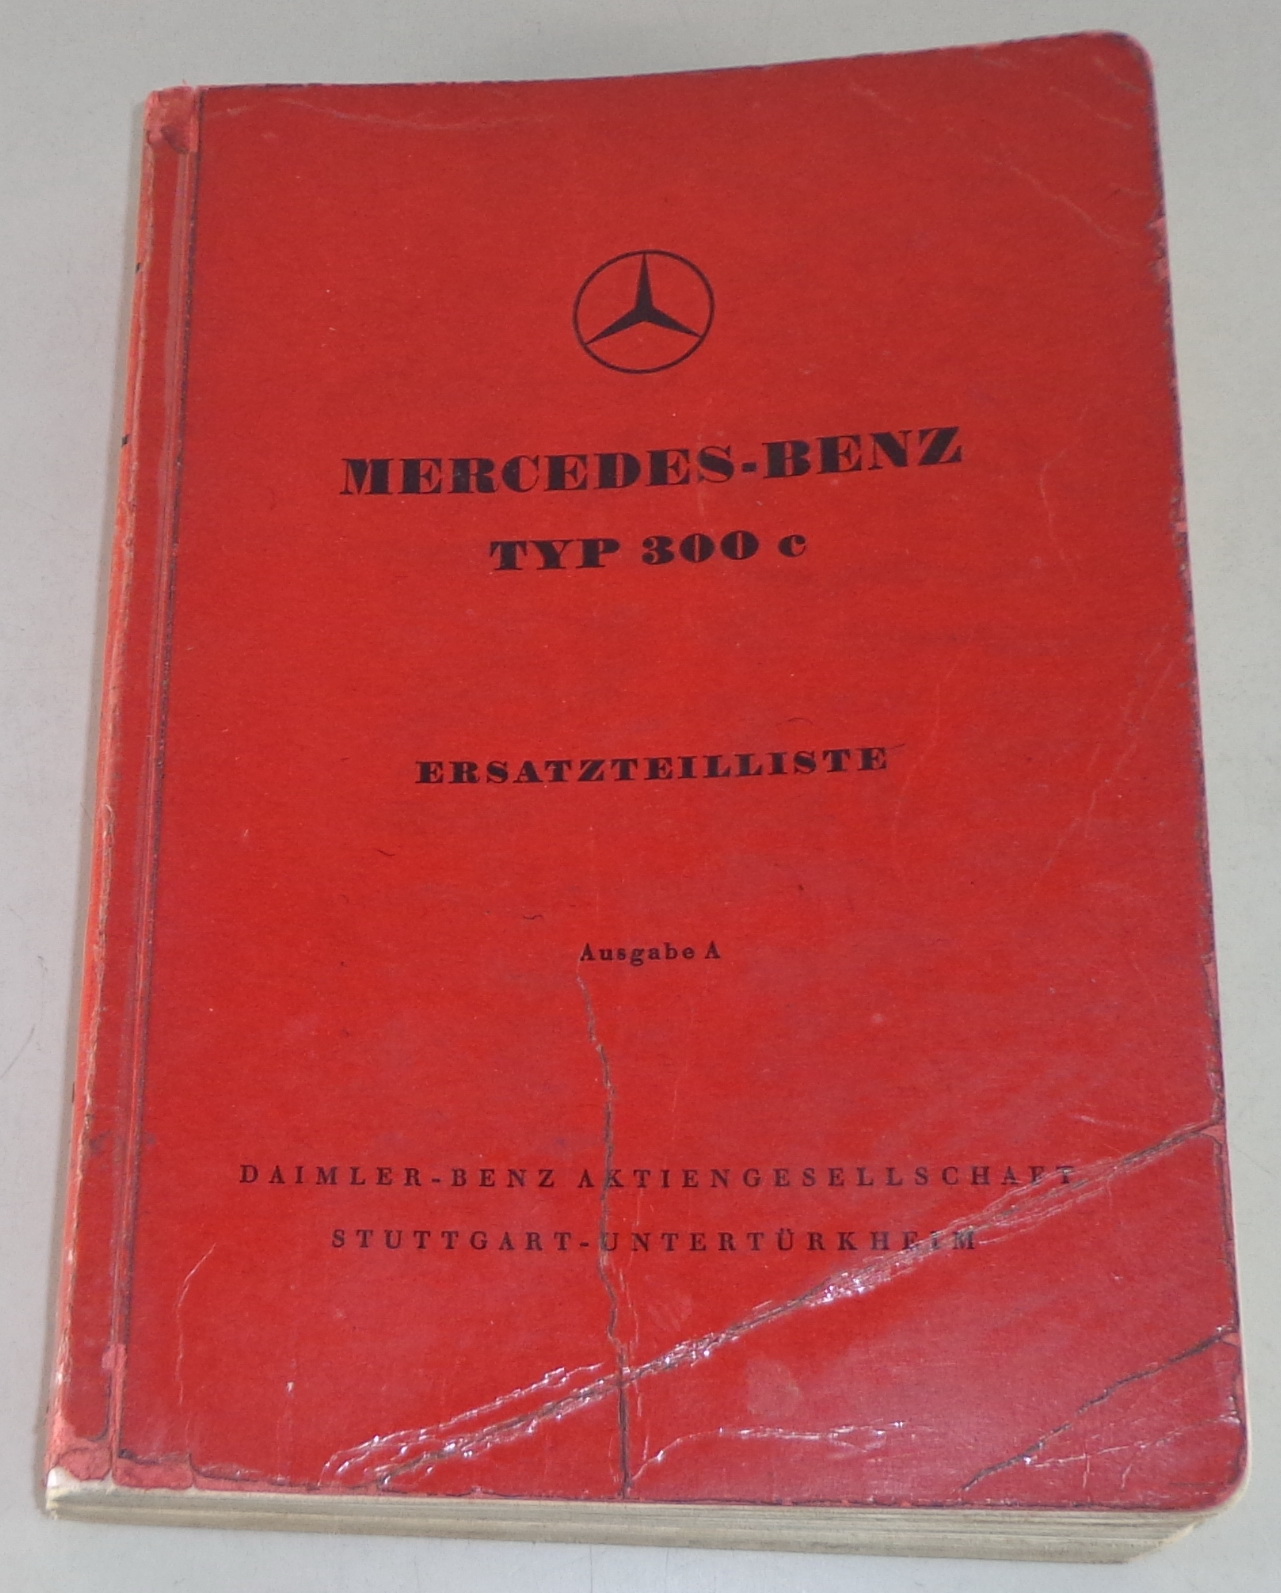 MERCEDES-BENZ
TYP 300 c
ERSATZTEILLISTE
Ausgabe A
DAIMLER-BENZ AKTIENGESELLSCHAFT
STUTTGART-UNTERTÜRKHEIM